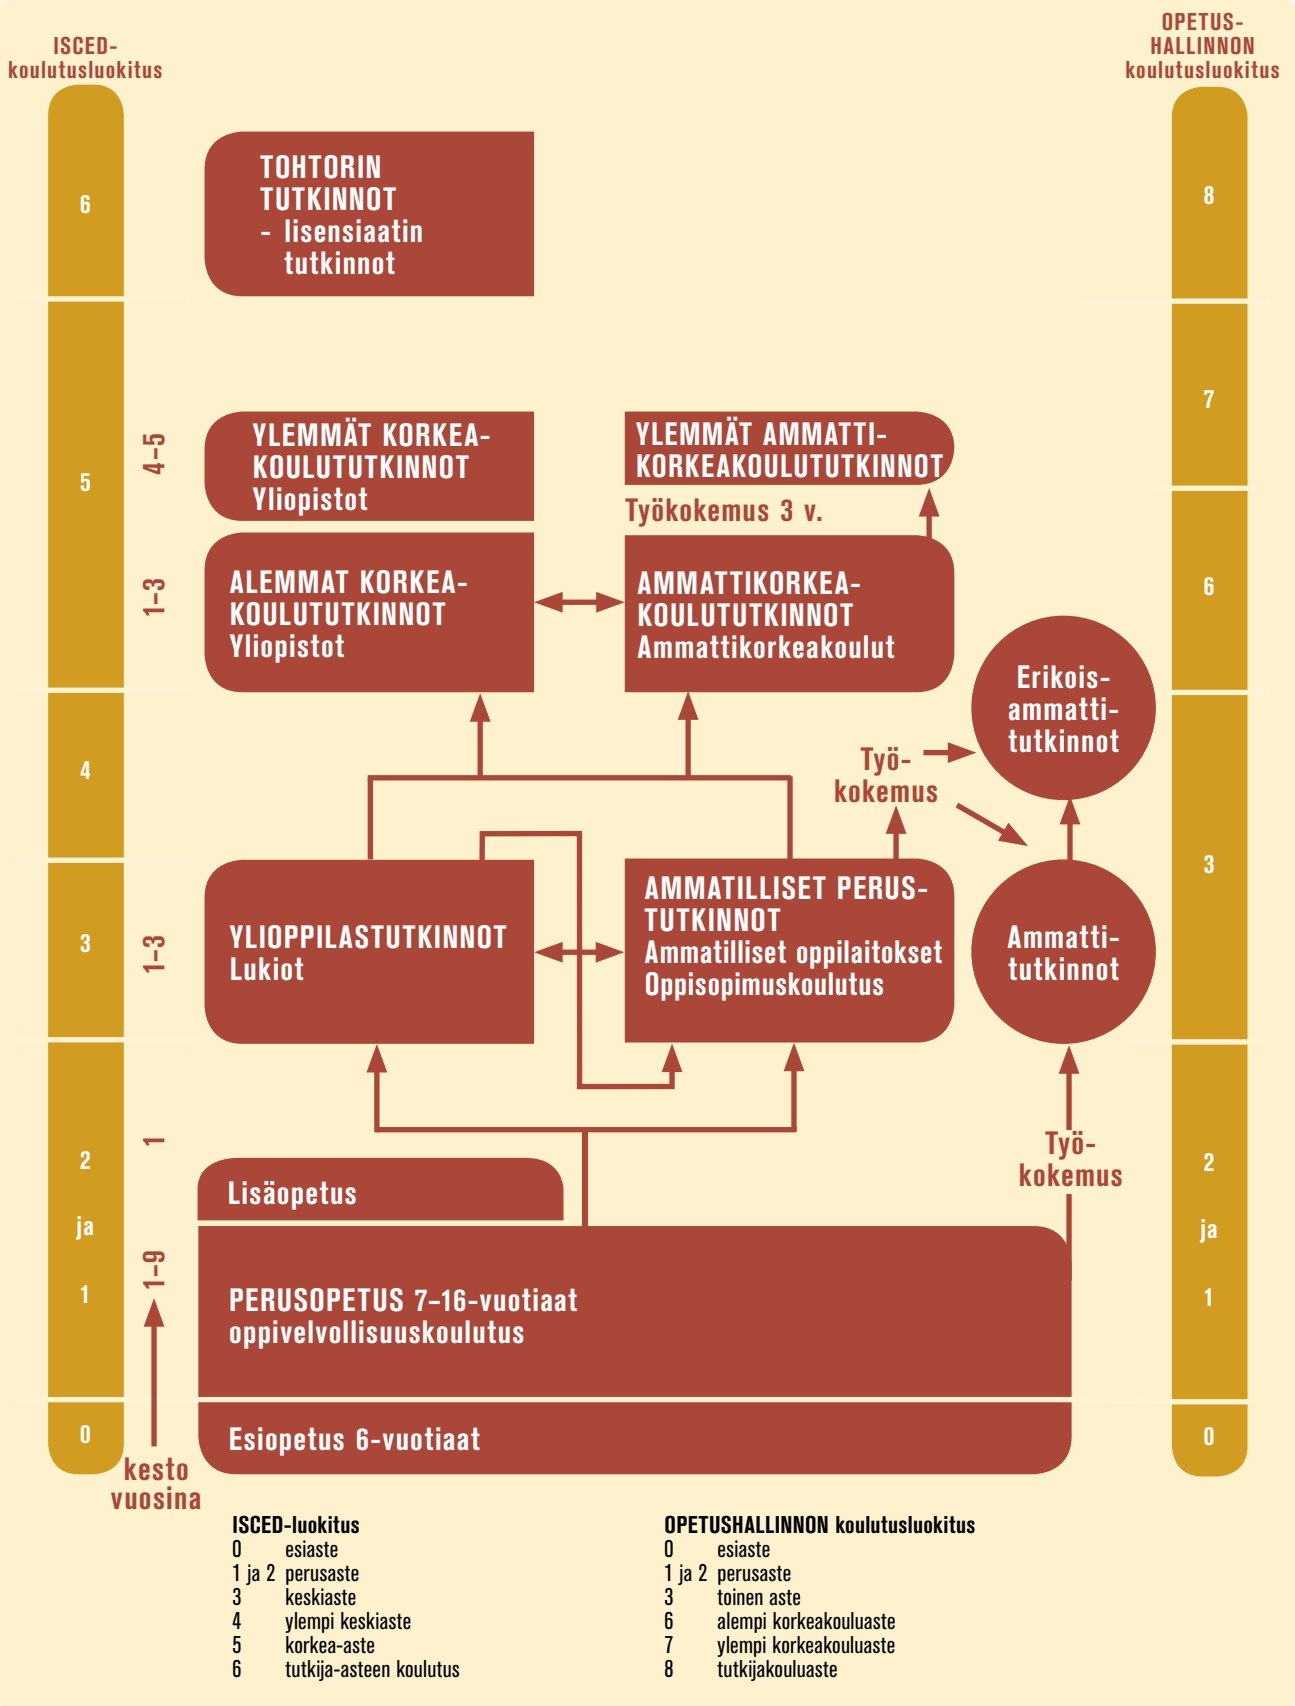 ISCED-
koulutusluokitus
OPETUS-
HALLINNON
koulutusluokitus
6
5
4
3
2
ja
1
0
4–5
1–3
1–3
1
1–9
kesto
vuosina
TOHTORIN
TUTKINNOT
- lisensiaatin
tutkinnot
YLEMMÄT KORKEA-
KOULUTUTKINNOT
Yliopistot
YLEMMÄT AMMATTI-
KORKEAKOULUTUTKINNOT
Työkokemus 3 v.
ALEMMAT KORKEA-
KOULUTUTKINNOT
Yliopistot
AMMATTIKORKEA-
KOULUTUTKINNOT
Ammattikorkeakoulut
Erikois-
ammatti-
tutkinnot
Työ-
kokemus
YLIOPPILASTUTKINNOT
Lukiot
AMMATILLISET PERUS-
TUTKINNOT
Ammatilliset oppilaitokset
Oppisopimuskoulutus
Ammatti-
tutkinnot
Työ-
kokemus
Lisäopetus
PERUSOPETUS 7–16-vuotiaat
oppivelvollisuuskoulutus
Esiopetus 6-vuotiaat
8
7
6
3
2
ja
1
0
ISCED-luokitus
0 esiaste
1 ja 2 perusaste
3 keskiaste
4 ylempi keskiaste
5 korkea-aste
6 tutkija-asteen koulutus
OPETUSHALLINNON koulutusluokitus
0 esiaste
1 ja 2 perusaste
3 toinen aste
6 alempi korkeakouluaste
7 ylempi korkeakouluaste
8 tutkijakouluaste